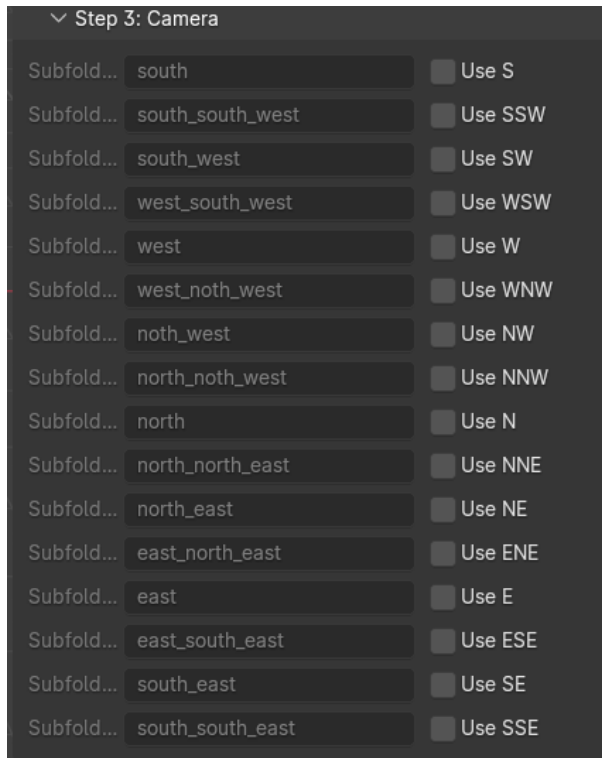 Step 3: Camera
Subfold... south Use S
Subfold... south_south_west Use SSW
Subfold... south_west Use SW
Subfold... west_south_west Use WSW
Subfold... west Use W
Subfold... west_noth_west Use WNW
Subfold... noth_west Use NW
Subfold... north_noth_west Use NNW
Subfold... north Use N
Subfold... north_north_east Use NNE
Subfold... north_east Use NE
Subfold... east_north_east Use ENE
Subfold... east Use E
Subfold... east_south_east Use ESE
Subfold... south_east Use SE
Subfold... south_south_east Use SSE